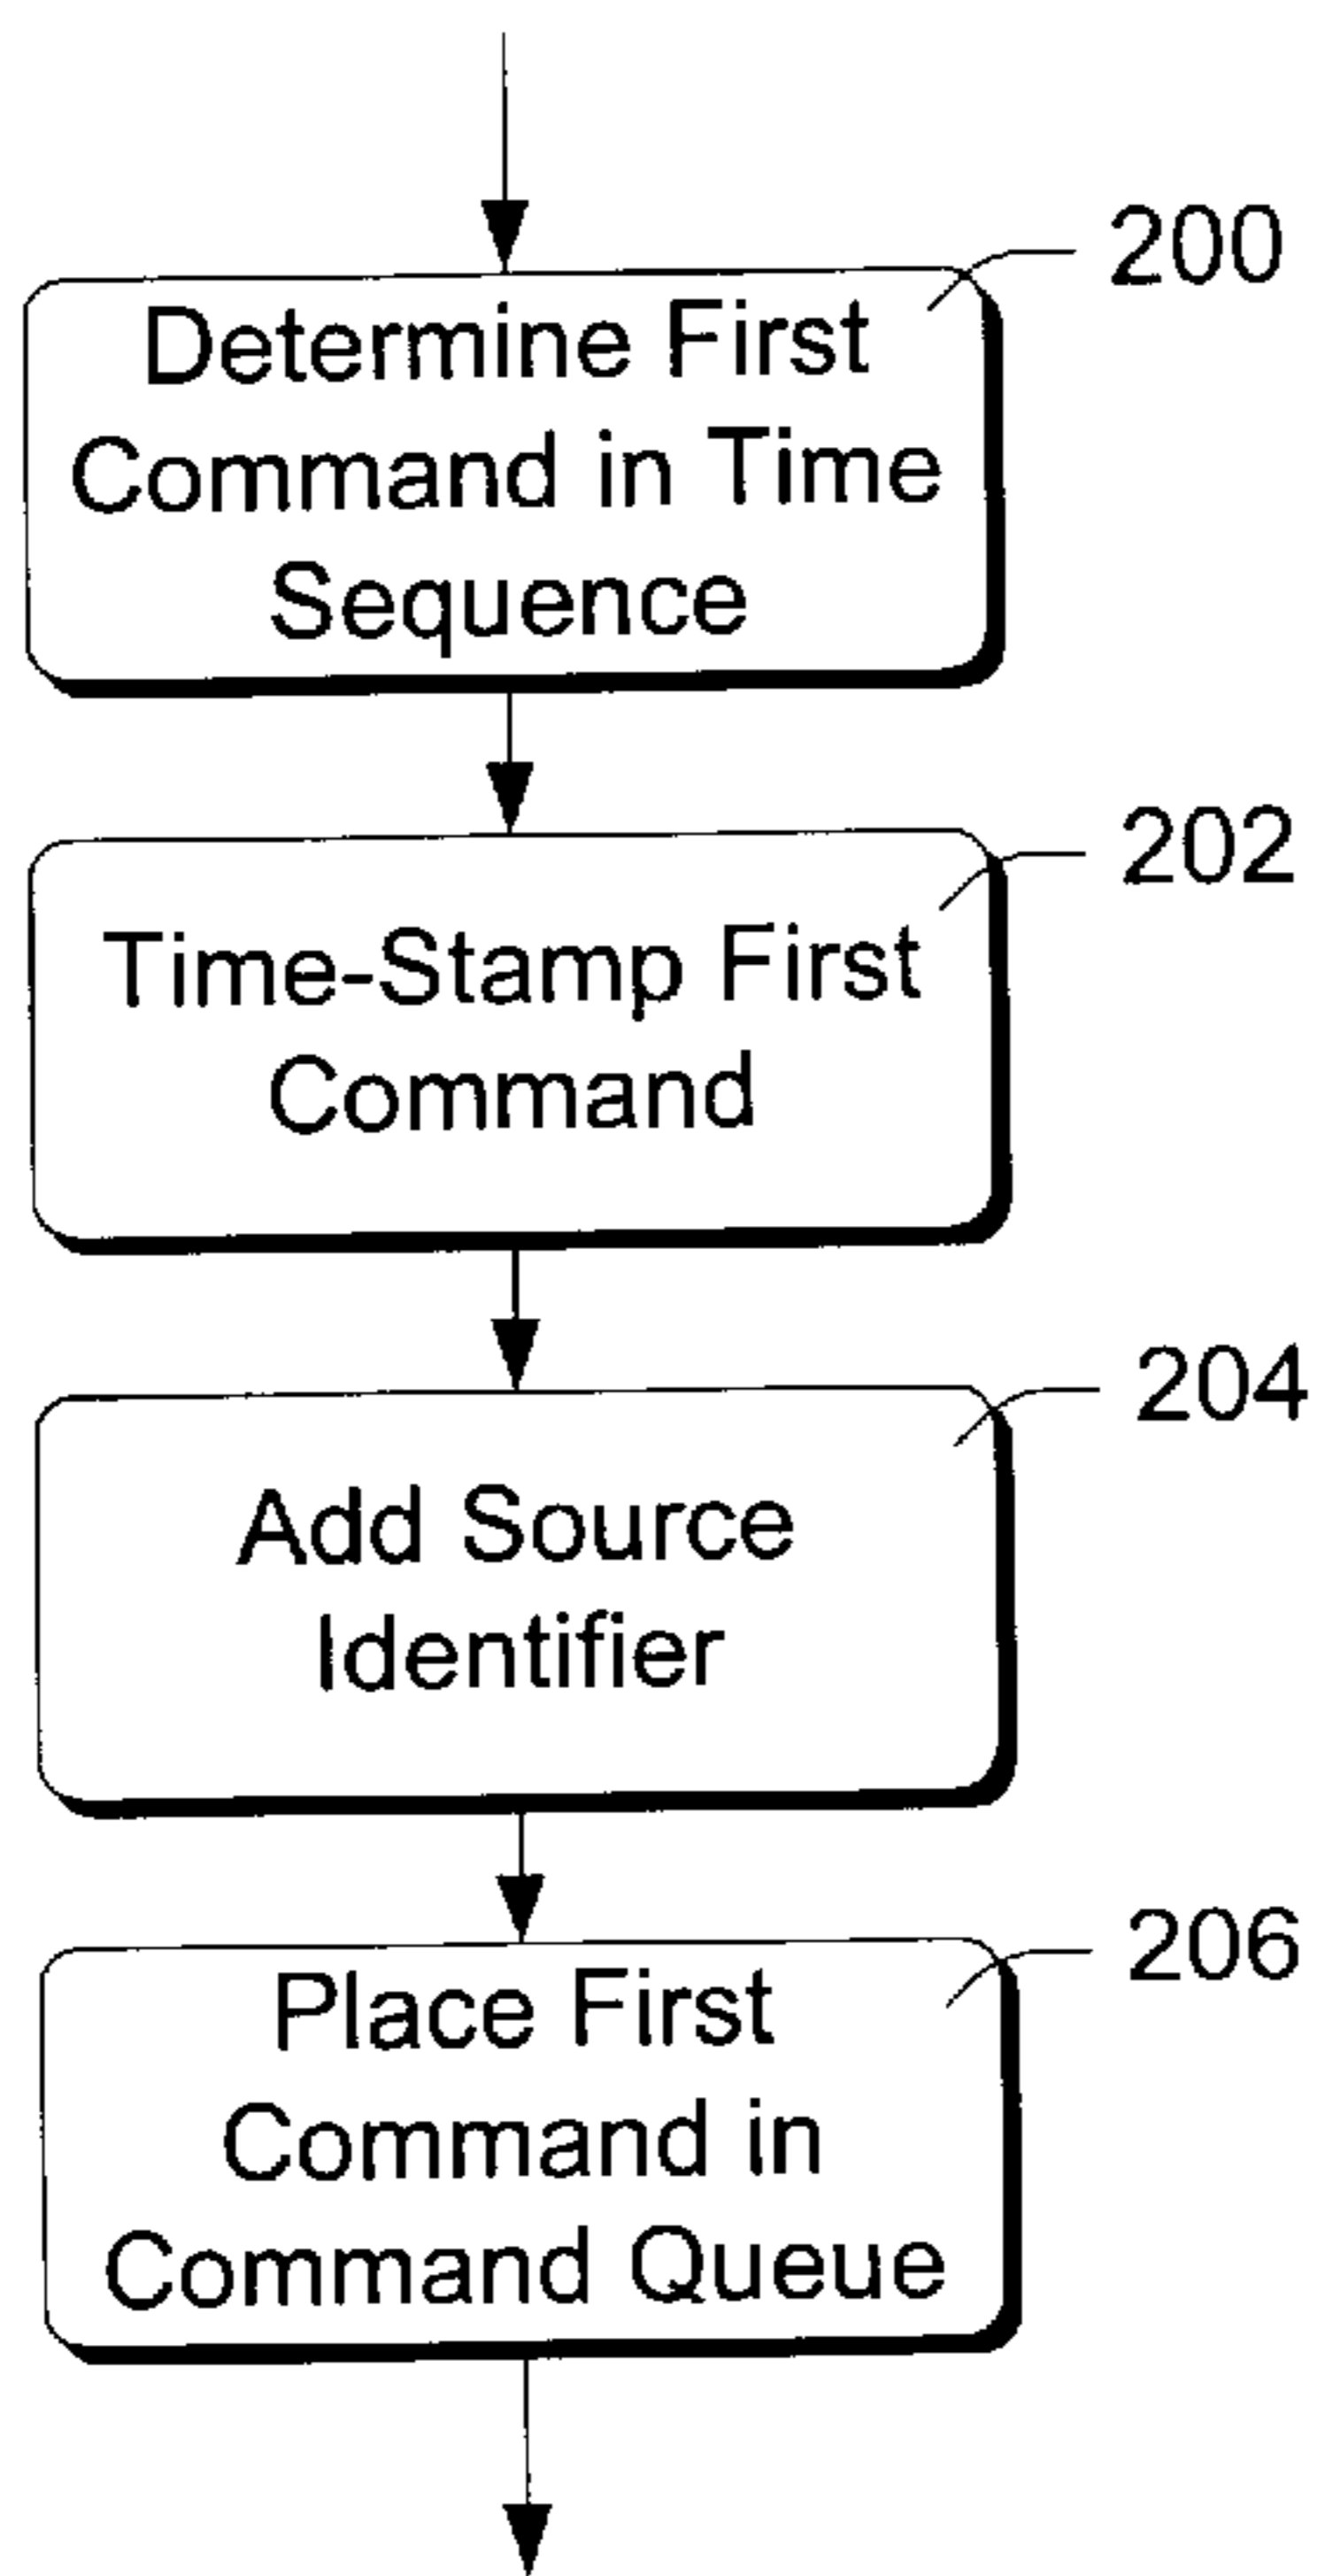 200
Determine First
Command in Time
Sequence
202
Time-Stamp First
Command
204
Add Source
Identifier
206
Place First
Command in
Command Queue